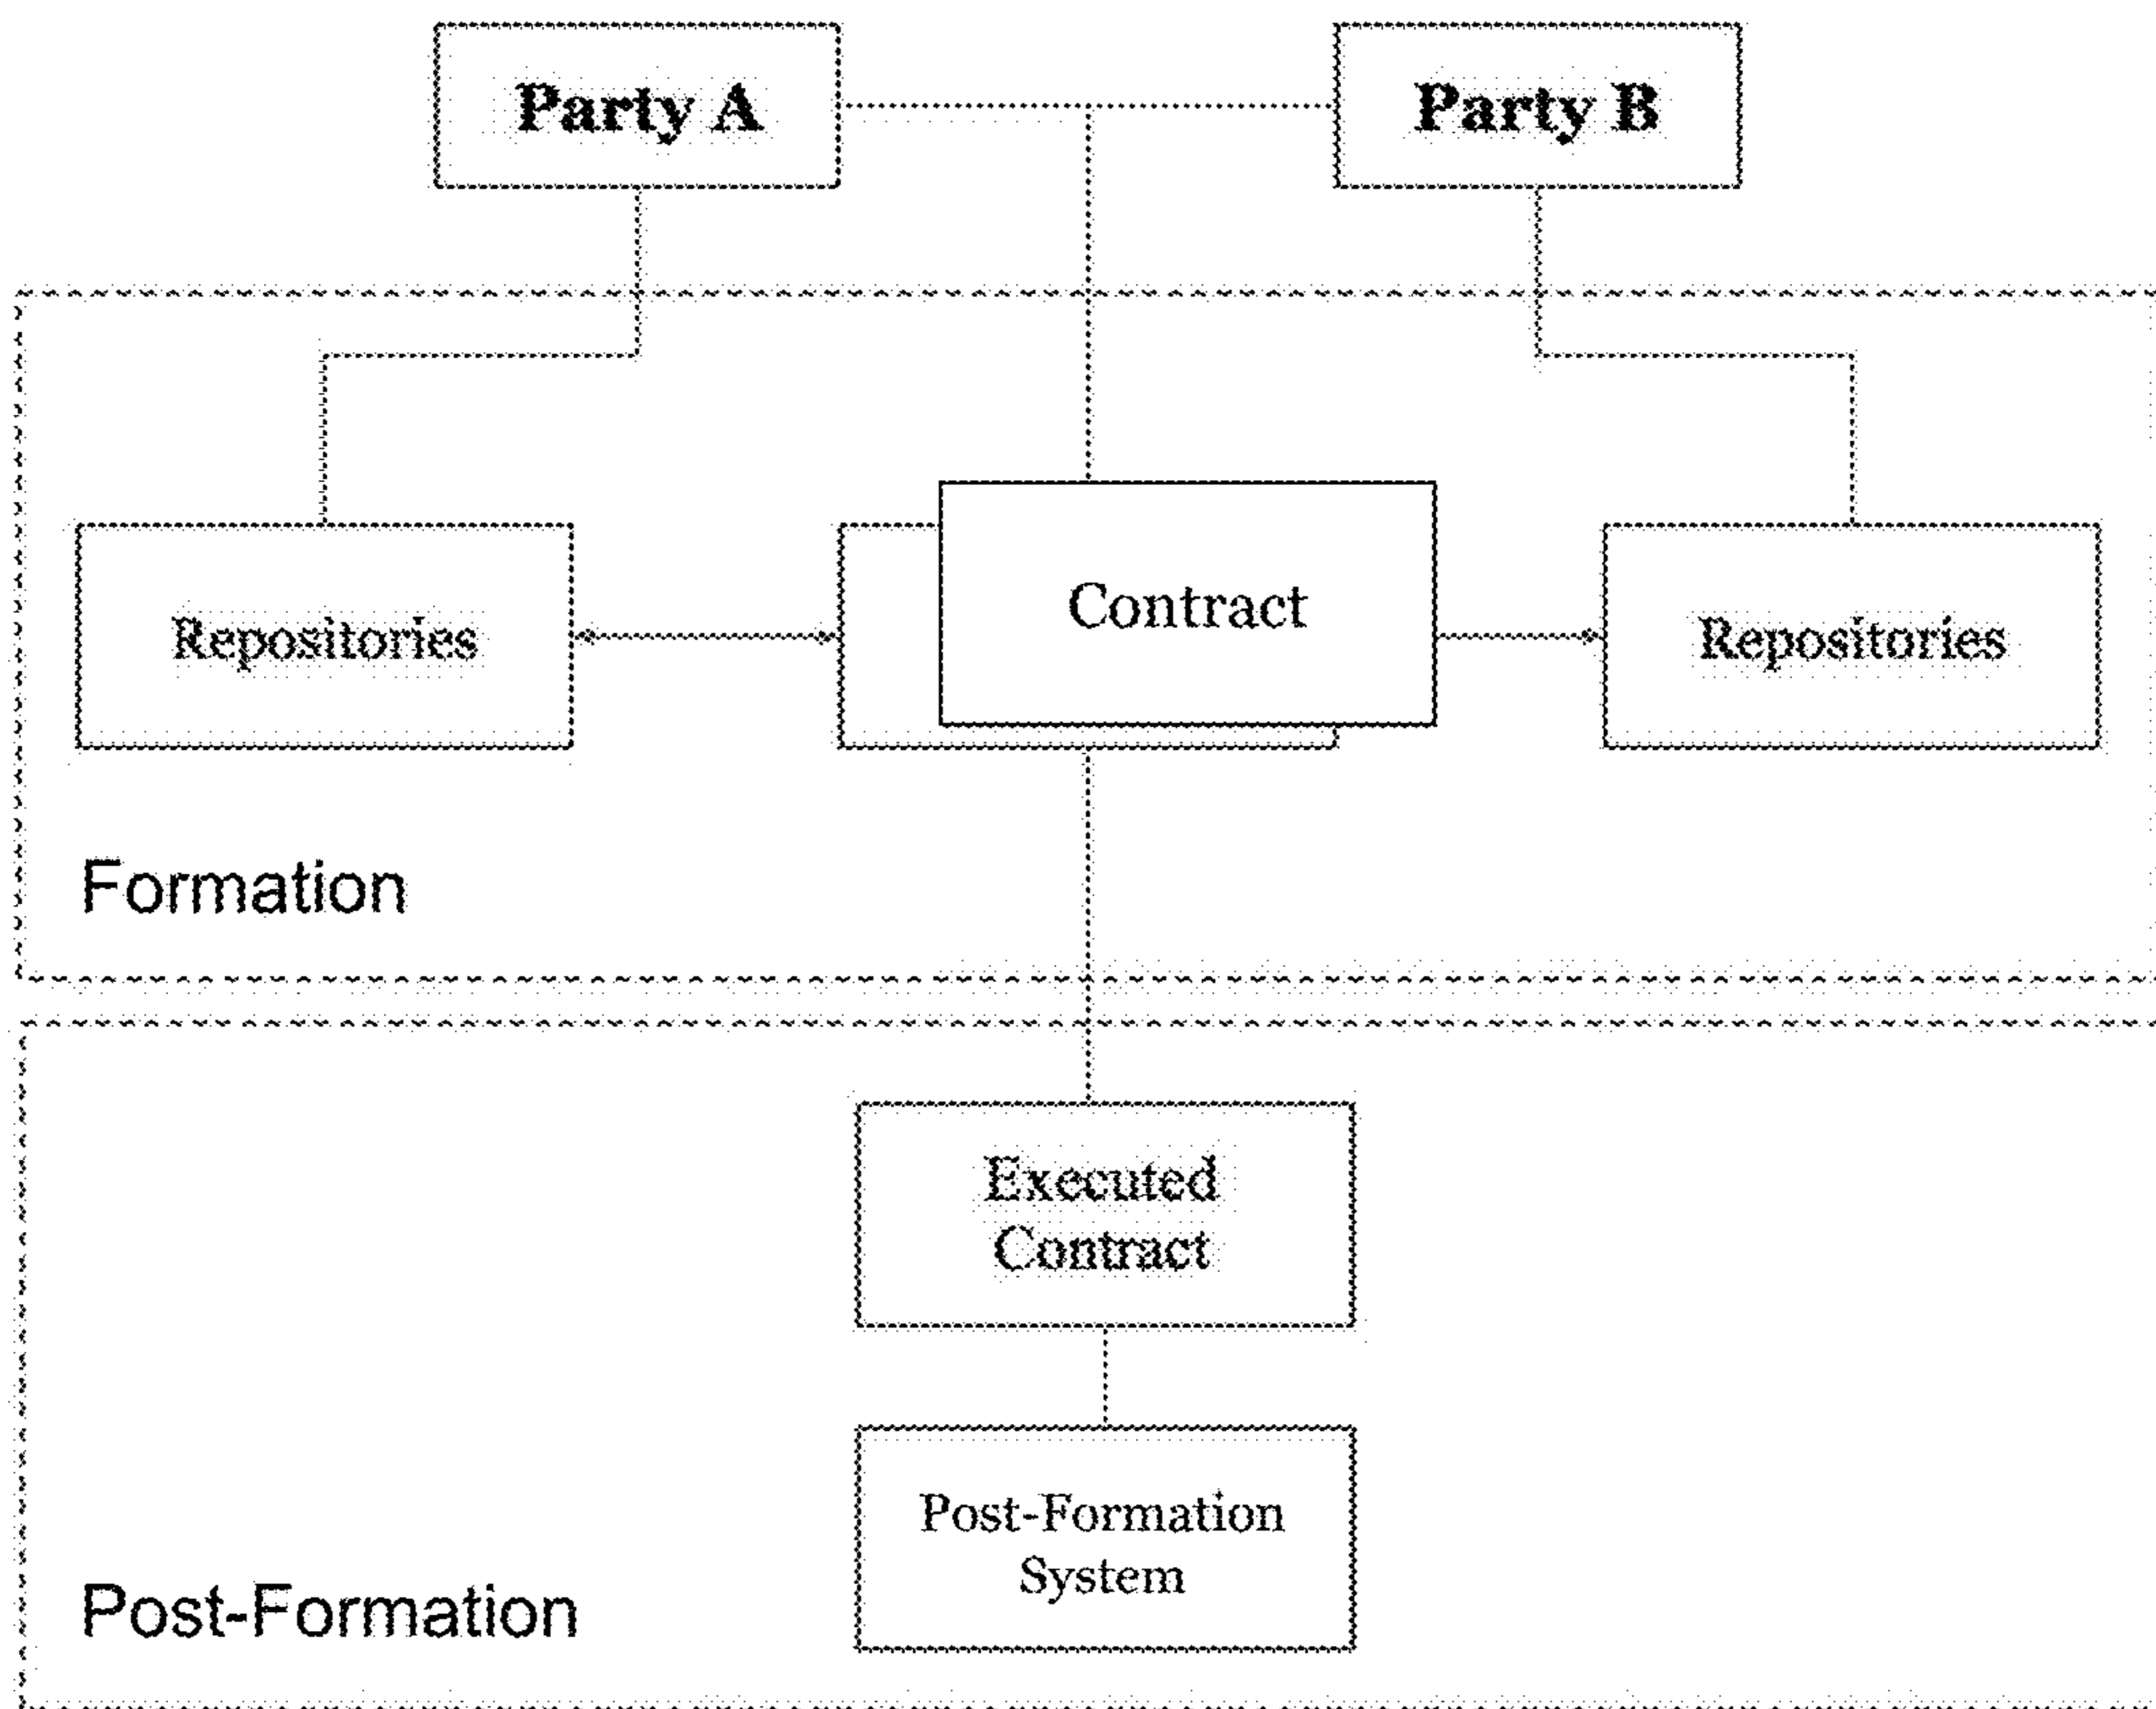 Party A
Party B
Repositories
Contract
Repositories
Formation
Executed
Contract
Post-Formation
System
Post-Formation